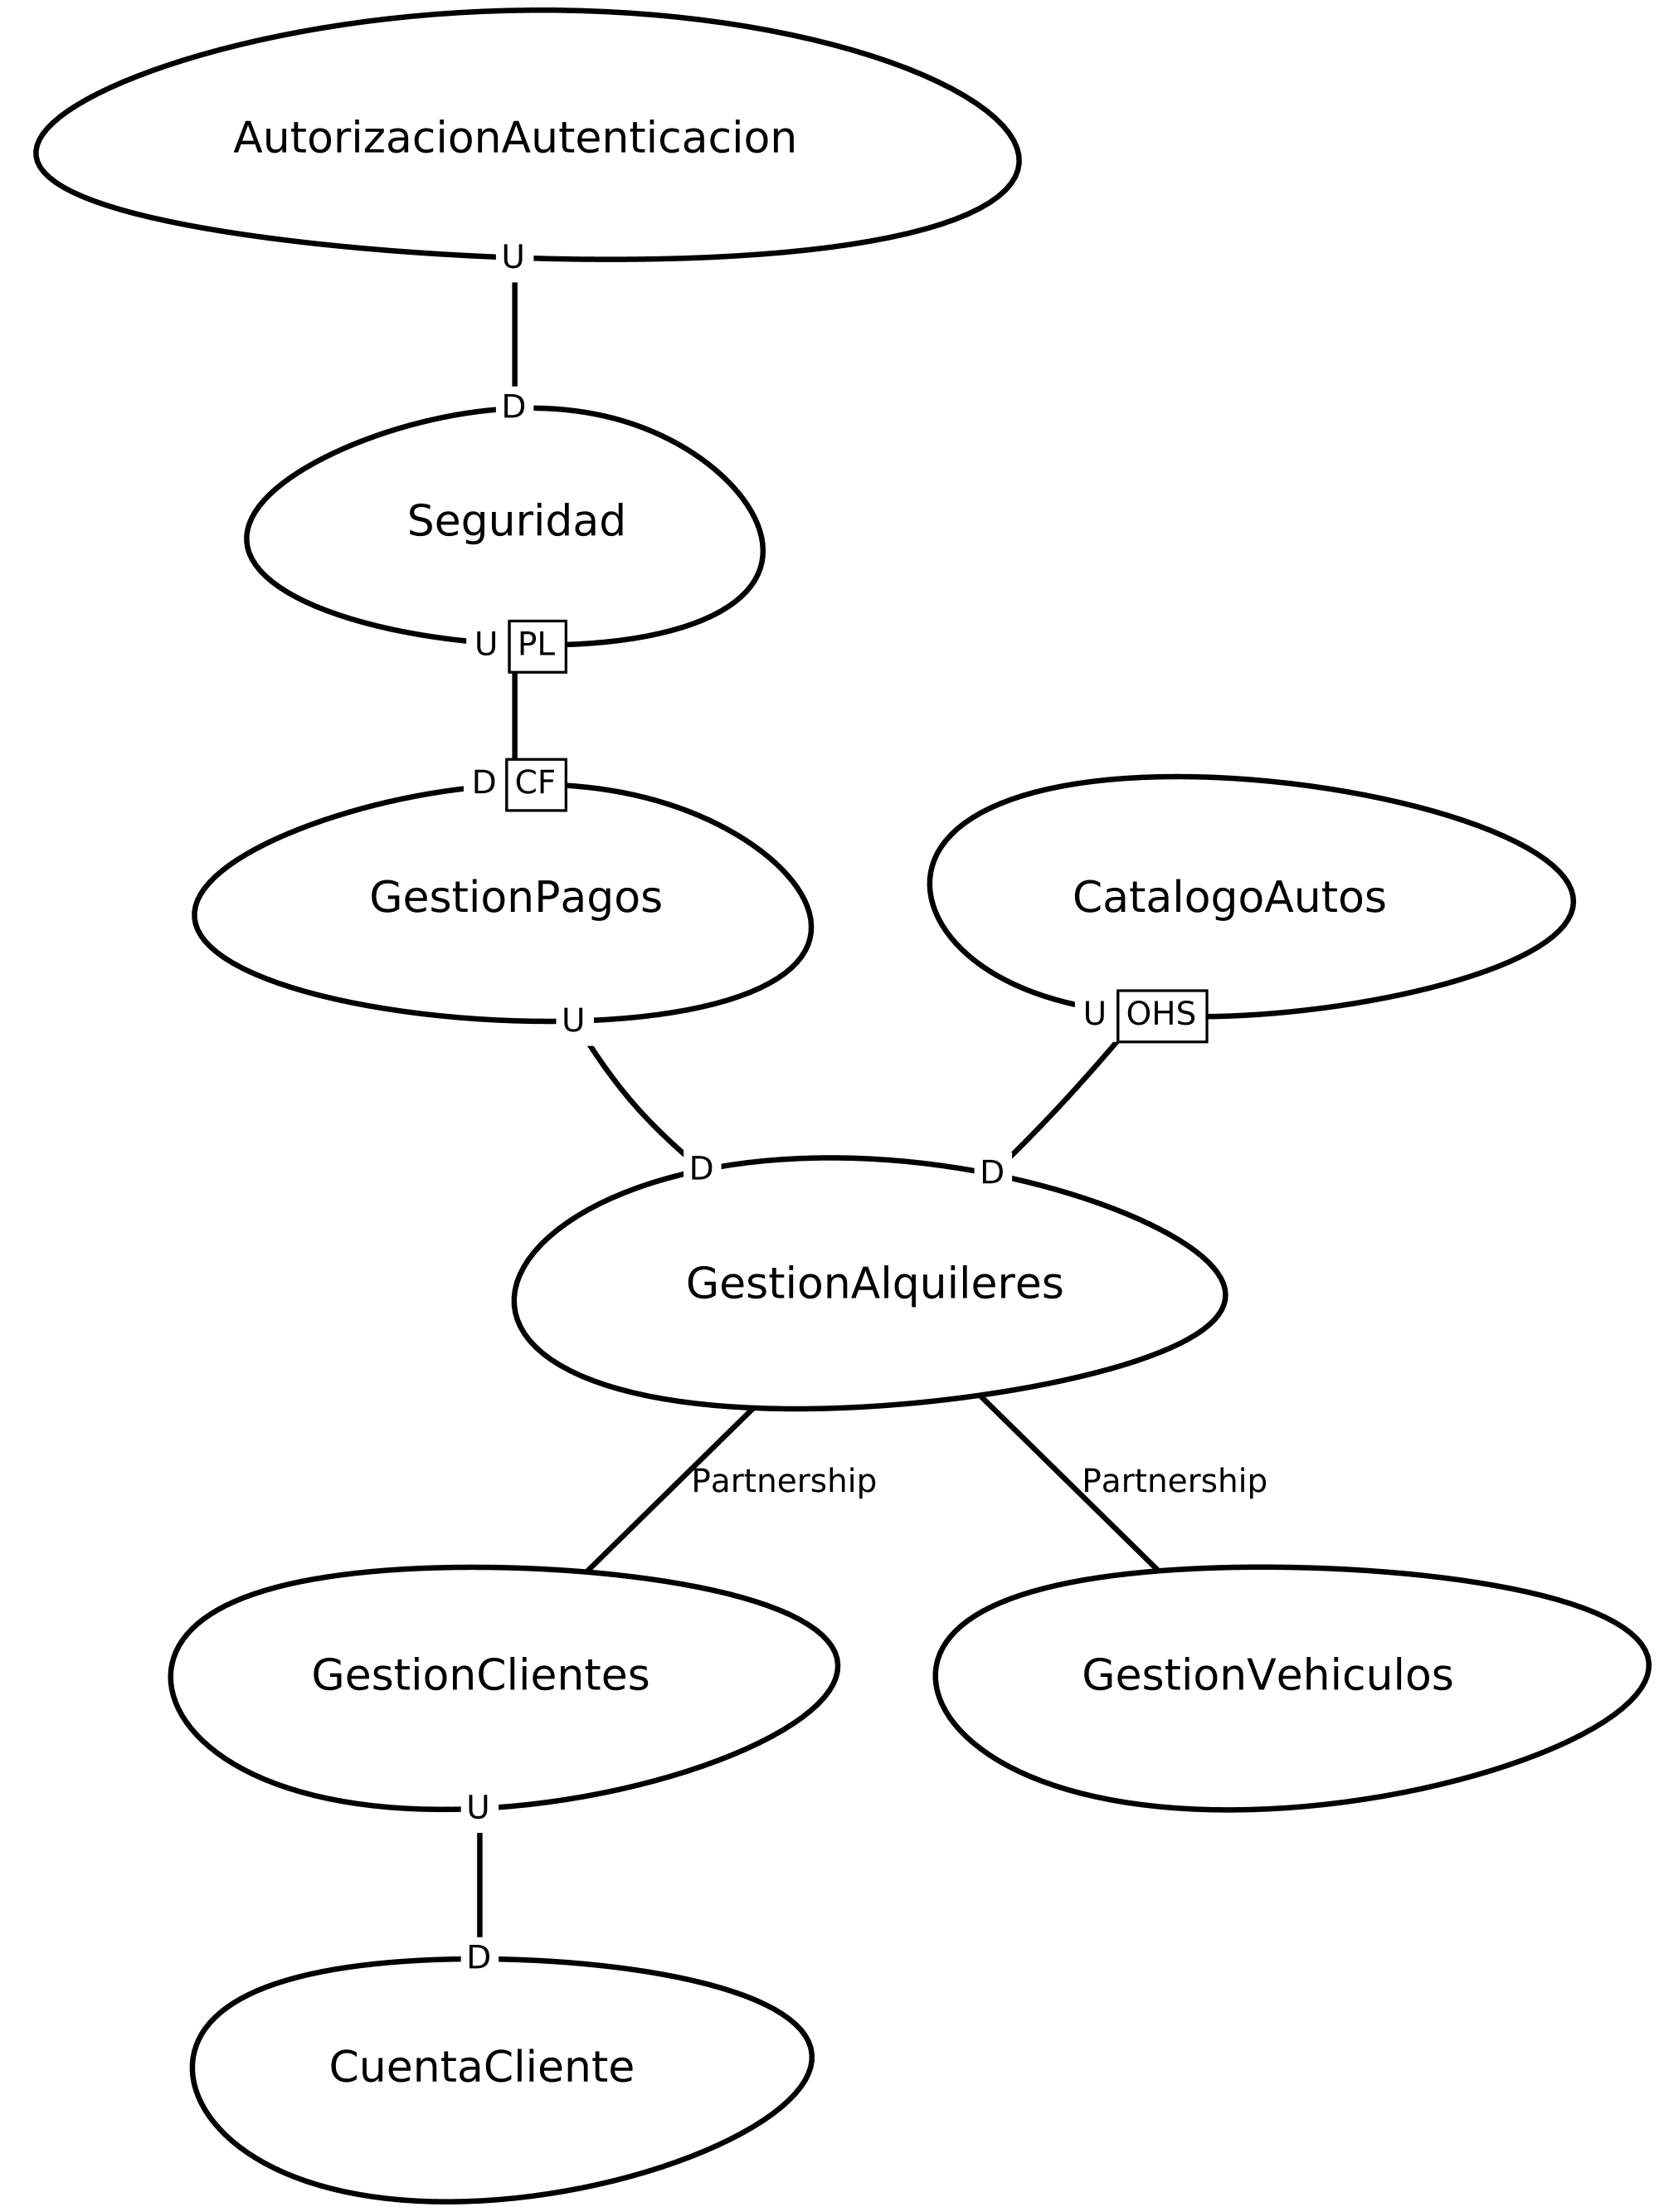 AutorizacionAutenticacion
U
D
Seguridad
U PL
D CF
GestionPagos
CatalogoAutos
U
U OHS
D
D
GestionAlquileres
Partnership
Partnership
GestionClientes
GestionVehiculos
U
D
CuentaCliente